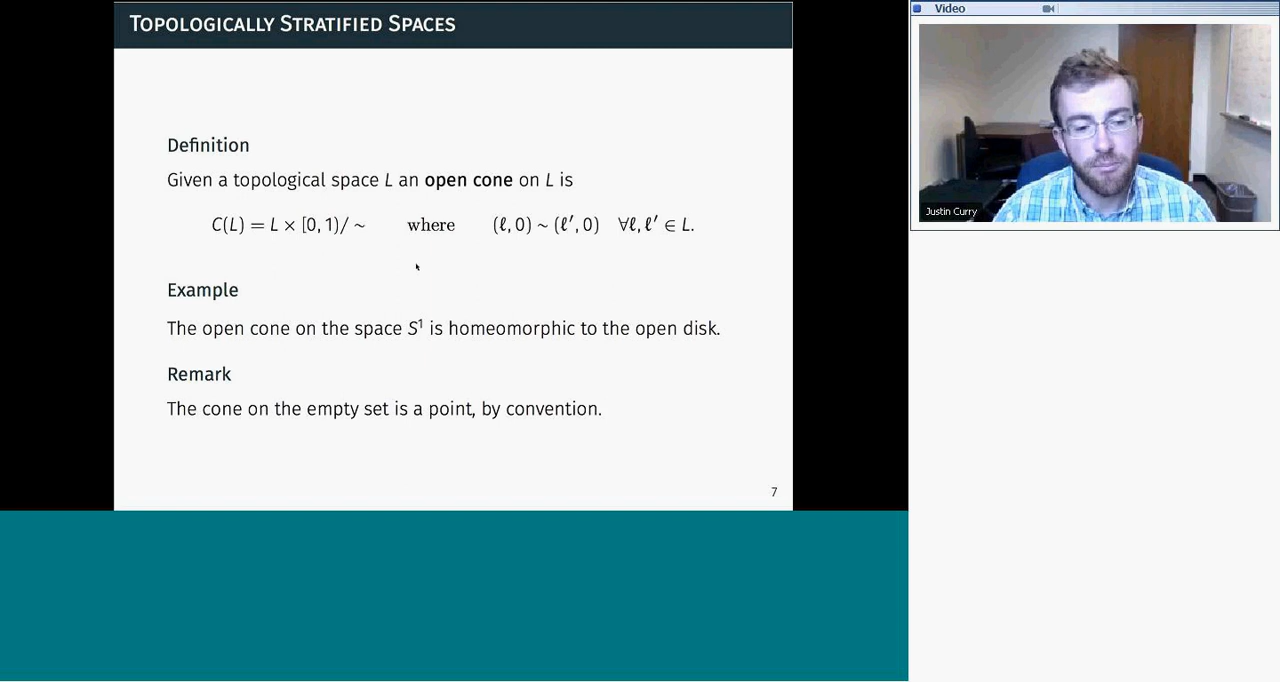 TOPOLOGICALLY STRATIFIED SPACES
Video
Definition
Given a topological space L an open cone on L is
C(L) = L × [0, 1)/ ~ where (ℓ, 0) ~ (ℓ′, 0) ∀ℓ, ℓ′ ∈ L.
Example
The open cone on the space S¹ is homeomorphic to the open disk.
Remark
The cone on the empty set is a point, by convention.
7
Justin Curry